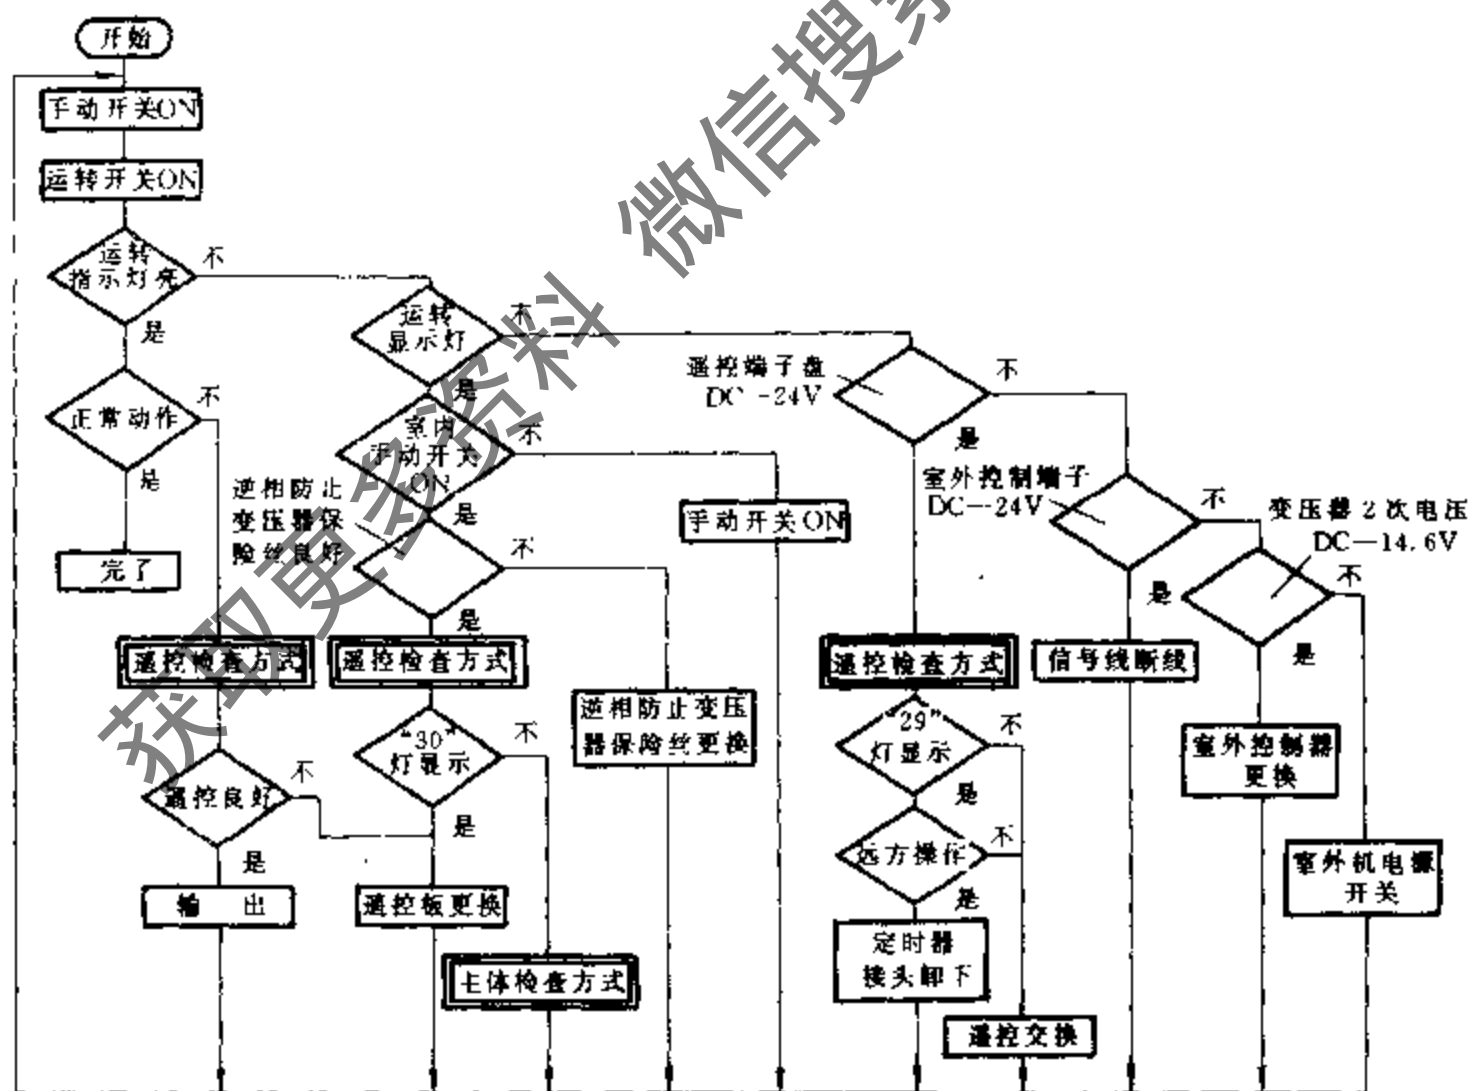 开始
手动开关ON
运转开关ON
运转
指示灯亮
不
是
正常动作
不
是
完了
遥控检查方式
遥控良好
不
是
输 出
运转
显示灯
不
是
室内
手动开关
ON
不
是
手动开关ON
逆相防止
变压器保
险丝良好
不
是
遥控检查方式
逆相防止变压
器保险丝更换
“30”
灯显示
不
是
遥控板更换
主体检查方式
遥控端子盘
DC-24V
不
是
遥控检查方式
“29”
灯显示
不
是
远方操作
不
是
定时器
接头卸下
遥控交换
室外控制端子
DC-24V
不
是
信号线断线
变压器2次电压
DC—14.6V
不
是
室外控制器
更换
室外机电源
开关
获取更多资料 微信搜索